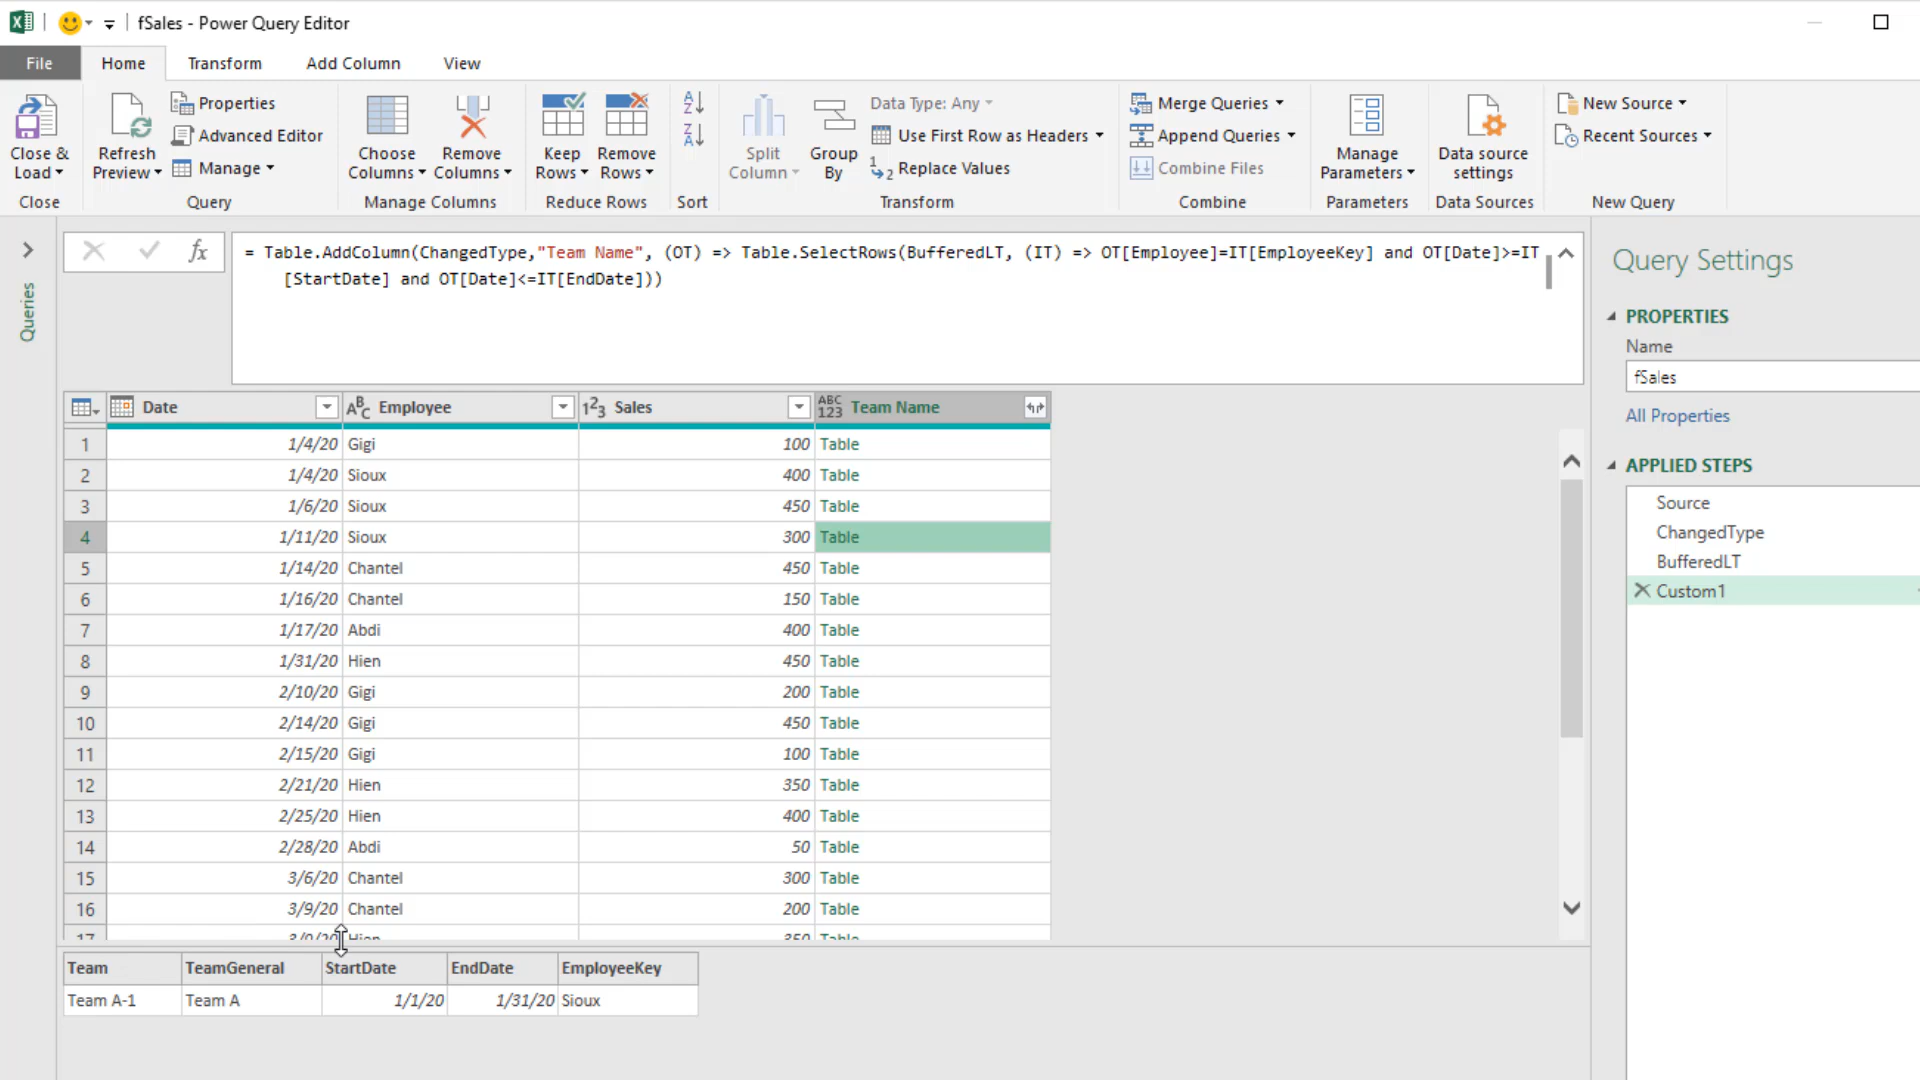 fSales - Power Query Editor
File Home Transform Add Column View
Close & Load
Close
Refresh Preview
Properties
Advanced Editor
Manage
Query
Choose Columns
Remove Columns
Manage Columns
Keep Rows
Remove Rows
Reduce Rows
A Z
Z A
Sort
Split Column
Group By
Data Type: Any
Use First Row as Headers
1 2 Replace Values
Transform
Merge Queries
Append Queries
Combine Files
Combine
Manage Parameters
Parameters
Data source settings
Data Sources
New Source
Recent Sources
New Query
Queries
fx
= Table.AddColumn(ChangedType,"Team Name", (OT) => Table.SelectRows(BufferedLT, (IT) => OT[Employee]=IT[EmployeeKey] and OT[Date]>=IT
[StartDate] and OT[Date]<=IT[EndDate]))
Date ABC Employee 123 Sales ABC 123 Team Name
1 1/4/20 Gigi 100 Table
2 1/4/20 Sioux 400 Table
3 1/6/20 Sioux 450 Table
4 1/11/20 Sioux 300 Table
5 1/14/20 Chantel 450 Table
6 1/16/20 Chantel 150 Table
7 1/17/20 Abdi 400 Table
8 1/31/20 Hien 450 Table
9 2/10/20 Gigi 200 Table
10 2/14/20 Gigi 450 Table
11 2/15/20 Gigi 100 Table
12 2/21/20 Hien 350 Table
13 2/25/20 Hien 400 Table
14 2/28/20 Abdi 50 Table
15 3/6/20 Chantel 300 Table
16 3/9/20 Chantel 200 Table
17 Hien Table
Team TeamGeneral StartDate EndDate EmployeeKey
Team A-1 Team A 1/1/20 1/31/20 Sioux
Query Settings
PROPERTIES
Name
fSales
All Properties
APPLIED STEPS
Source
ChangedType
BufferedLT
Custom1